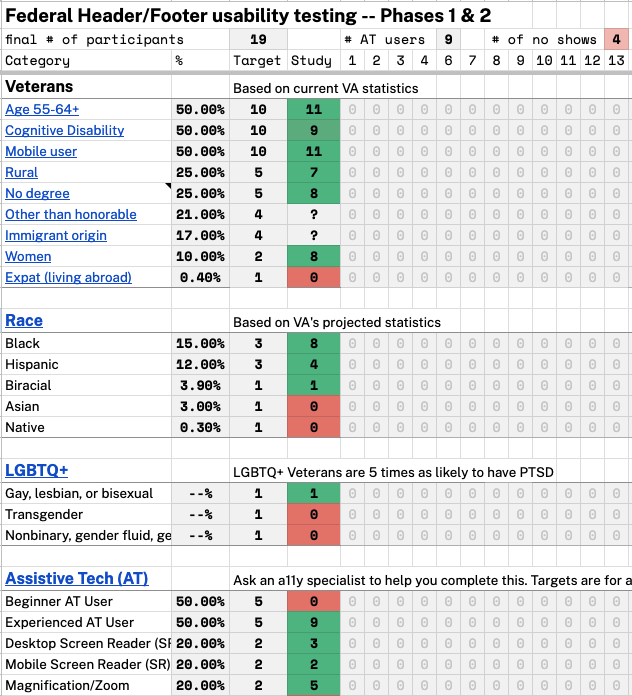 Federal Header/Footer usability testing -- Phases 1 & 2
final # of participants 19 # AT users 9 # of no shows 4
Category % Target Study 1 2 3 4 6 7 8 9 10 11 12 13
Veterans Based on current VA statistics
Age 55-64+ 50.00% 10 11 0 0 0 0 0 0 0 0 0 0 0 0
Cognitive Disability 50.00% 10 9 0 0 0 0 0 0 0 0 0 0 0 0
Mobile user 50.00% 10 11 0 0 0 0 0 0 0 0 0 0 0 0
Rural 25.00% 5 7 0 0 0 0 0 0 0 0 0 0 0 0
No degree 25.00% 5 8 0 0 0 0 0 0 0 0 0 0 0 0
Other than honorable 21.00% 4 ? 0 0 0 0 0 0 0 0 0 0 0 0
Immigrant origin 17.00% 4 ? 0 0 0 0 0 0 0 0 0 0 0 0
Women 10.00% 2 8 0 0 0 0 0 0 0 0 0 0 0 0
Expat (living abroad) 0.40% 1 0 0 0 0 0 0 0 0 0 0 0 0 0
Race Based on VA's projected statistics
Black 15.00% 3 8 0 0 0 0 0 0 0 0 0 0 0 0
Hispanic 12.00% 3 4 0 0 0 0 0 0 0 0 0 0 0 0
Biracial 3.90% 1 1 0 0 0 0 0 0 0 0 0 0 0 0
Asian 3.00% 1 0 0 0 0 0 0 0 0 0 0 0 0 0
Native 0.30% 1 0 0 0 0 0 0 0 0 0 0 0 0 0
LGBTQ+ LGBTQ+ Veterans are 5 times as likely to have PTSD
Gay, lesbian, or bisexual --% 1 1 0 0 0 0 0 0 0 0 0 0 0 0
Transgender --% 1 0 0 0 0 0 0 0 0 0 0 0 0 0
Nonbinary, gender fluid, ge --% 1 0 0 0 0 0 0 0 0 0 0 0 0 0
Assistive Tech (AT) Ask an a11y specialist to help you complete this. Targets are for a
Beginner AT User 50.00% 5 0 0 0 0 0 0 0 0 0 0 0 0 0
Experienced AT User 50.00% 5 9 0 0 0 0 0 0 0 0 0 0 0 0
Desktop Screen Reader (SR 20.00% 2 3 0 0 0 0 0 0 0 0 0 0 0 0
Mobile Screen Reader (SR) 20.00% 2 2 0 0 0 0 0 0 0 0 0 0 0 0
Magnification/Zoom 20.00% 2 5 0 0 0 0 0 0 0 0 0 0 0 0